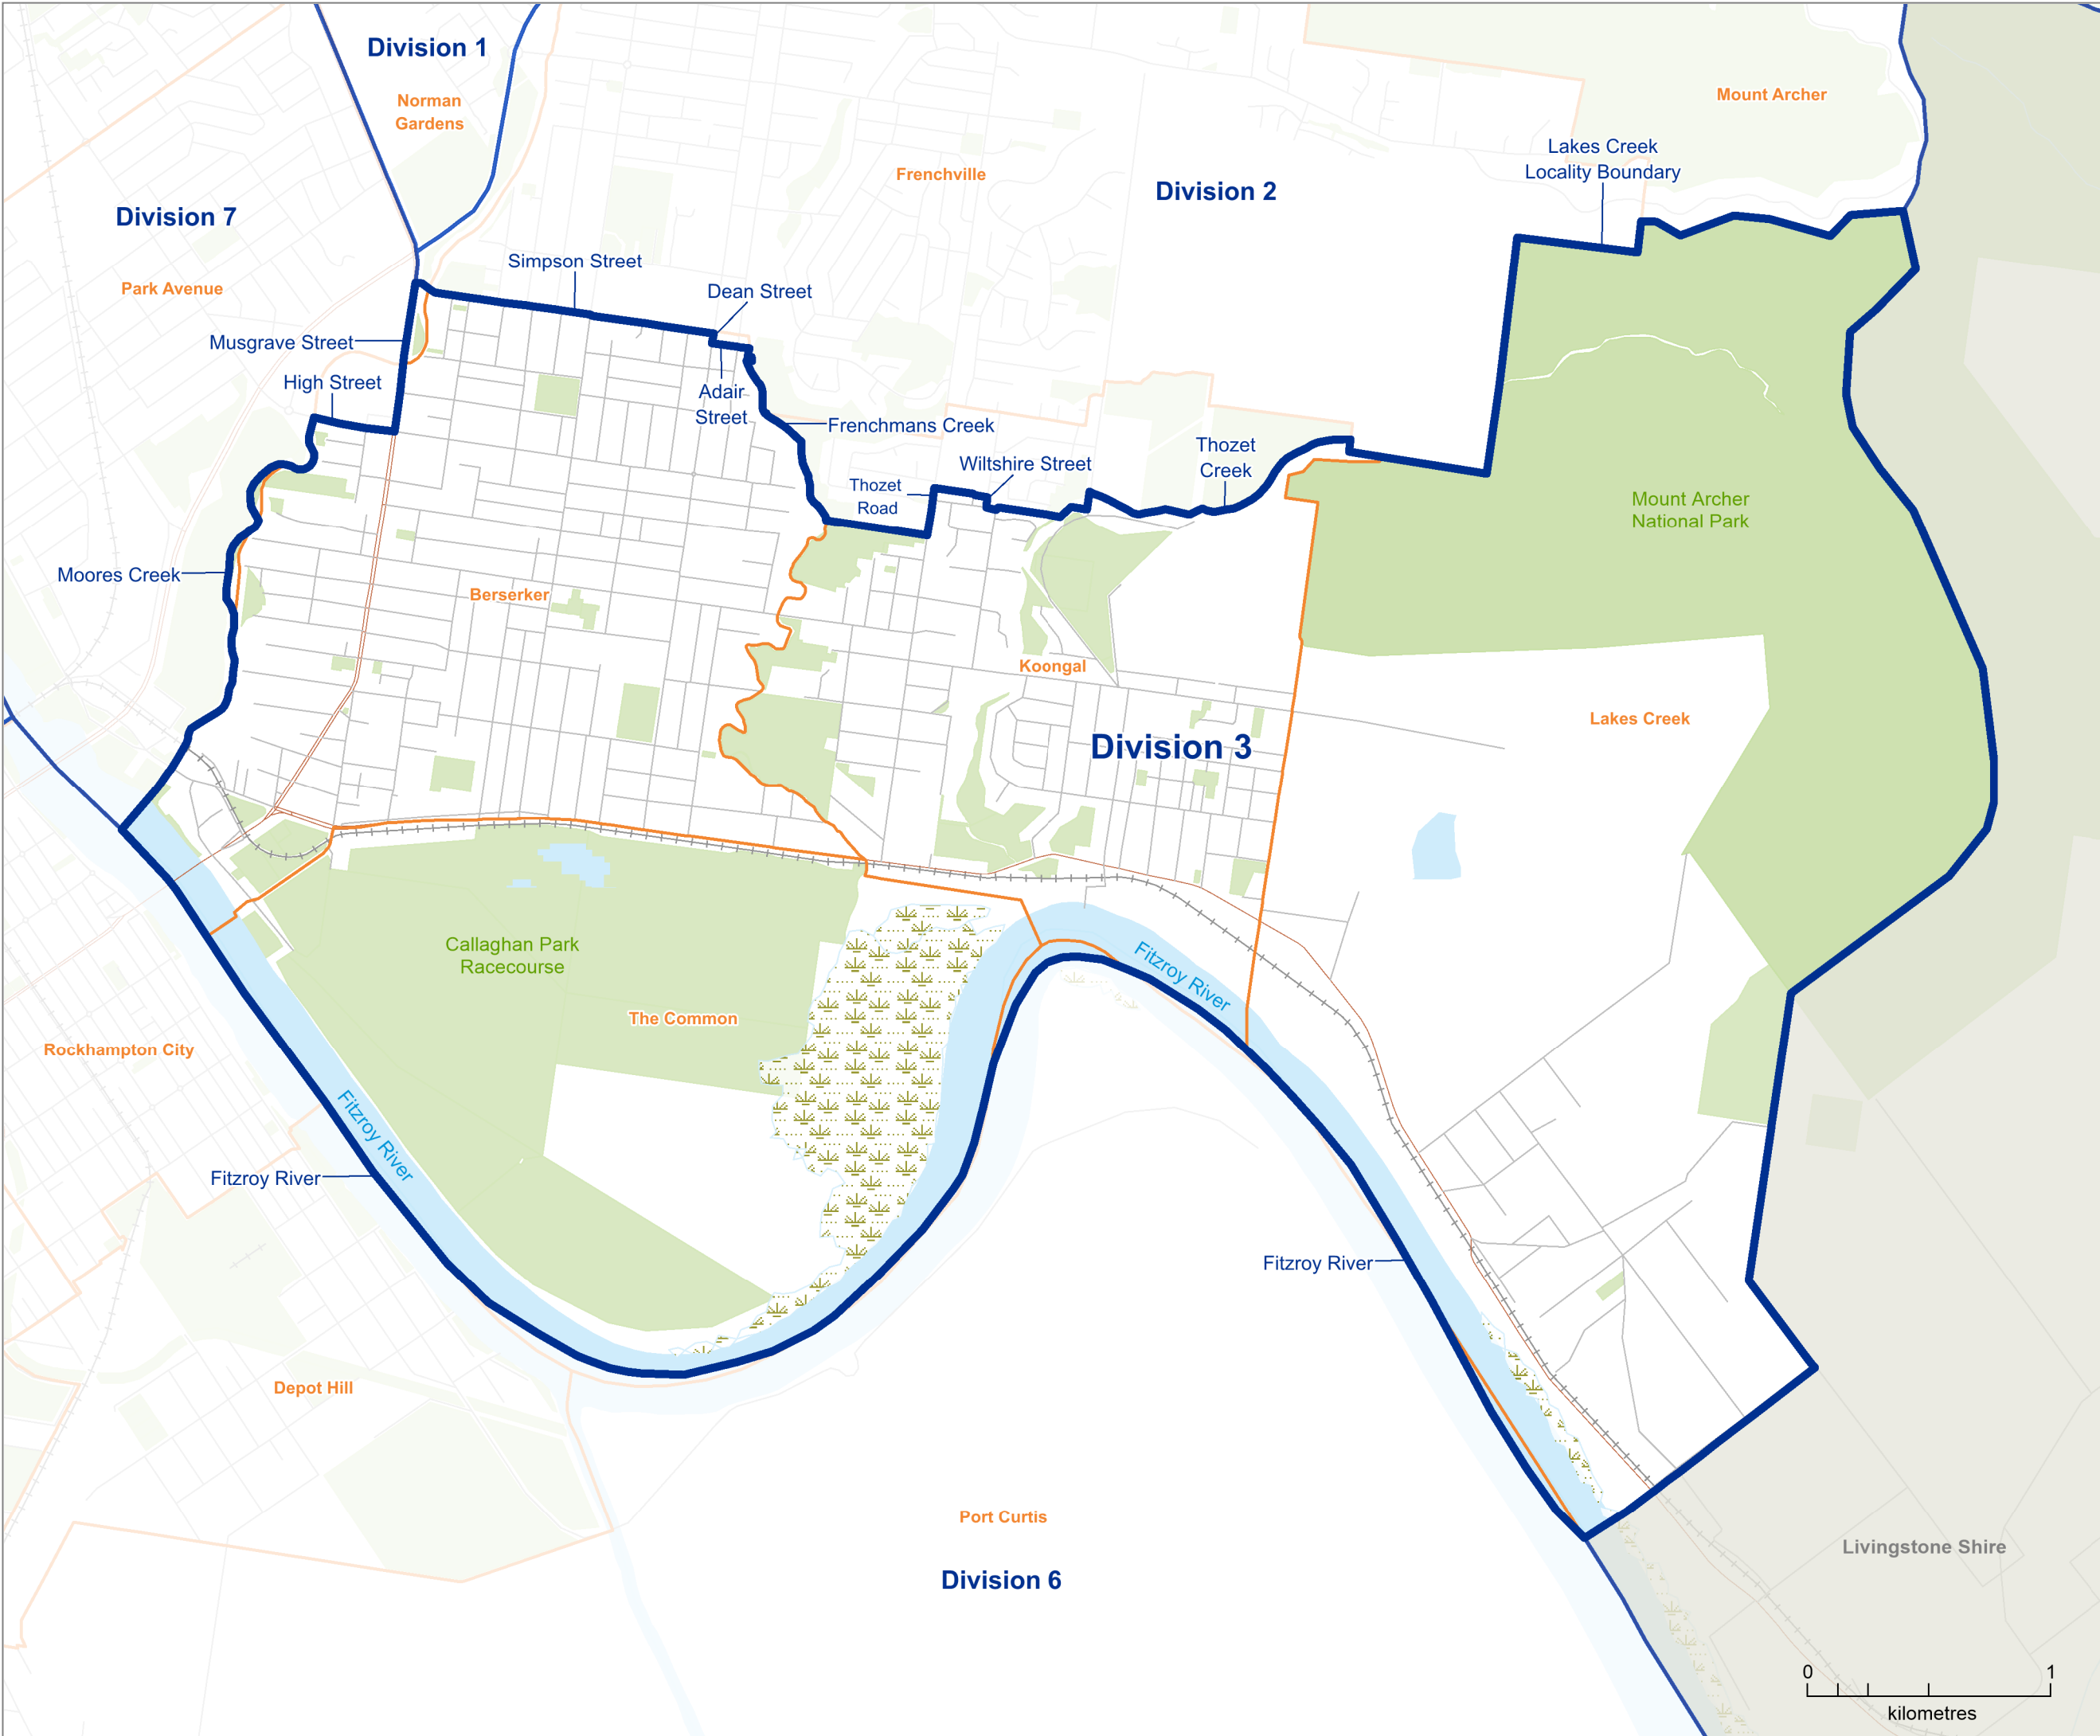 Division 1
Norman
Gardens
Mount Archer
Lakes Creek
Locality Boundary
Frenchville
Division 2
Division 7
Simpson Street
Park Avenue
Dean Street
Musgrave Street
High Street
Adair
Street
Frenchmans Creek
Thozet
Creek
Wiltshire Street
Thozet
Road
Mount Archer
National Park
Moores Creek
Berserker
Koongal
Lakes Creek
Division 3
Callaghan Park
Racecourse
Fitzroy River
The Common
Rockhampton City
Fitzroy River
Fitzroy River
Fitzroy River
Depot Hill
Port Curtis
Livingstone Shire
Division 6
0 1
kilometres